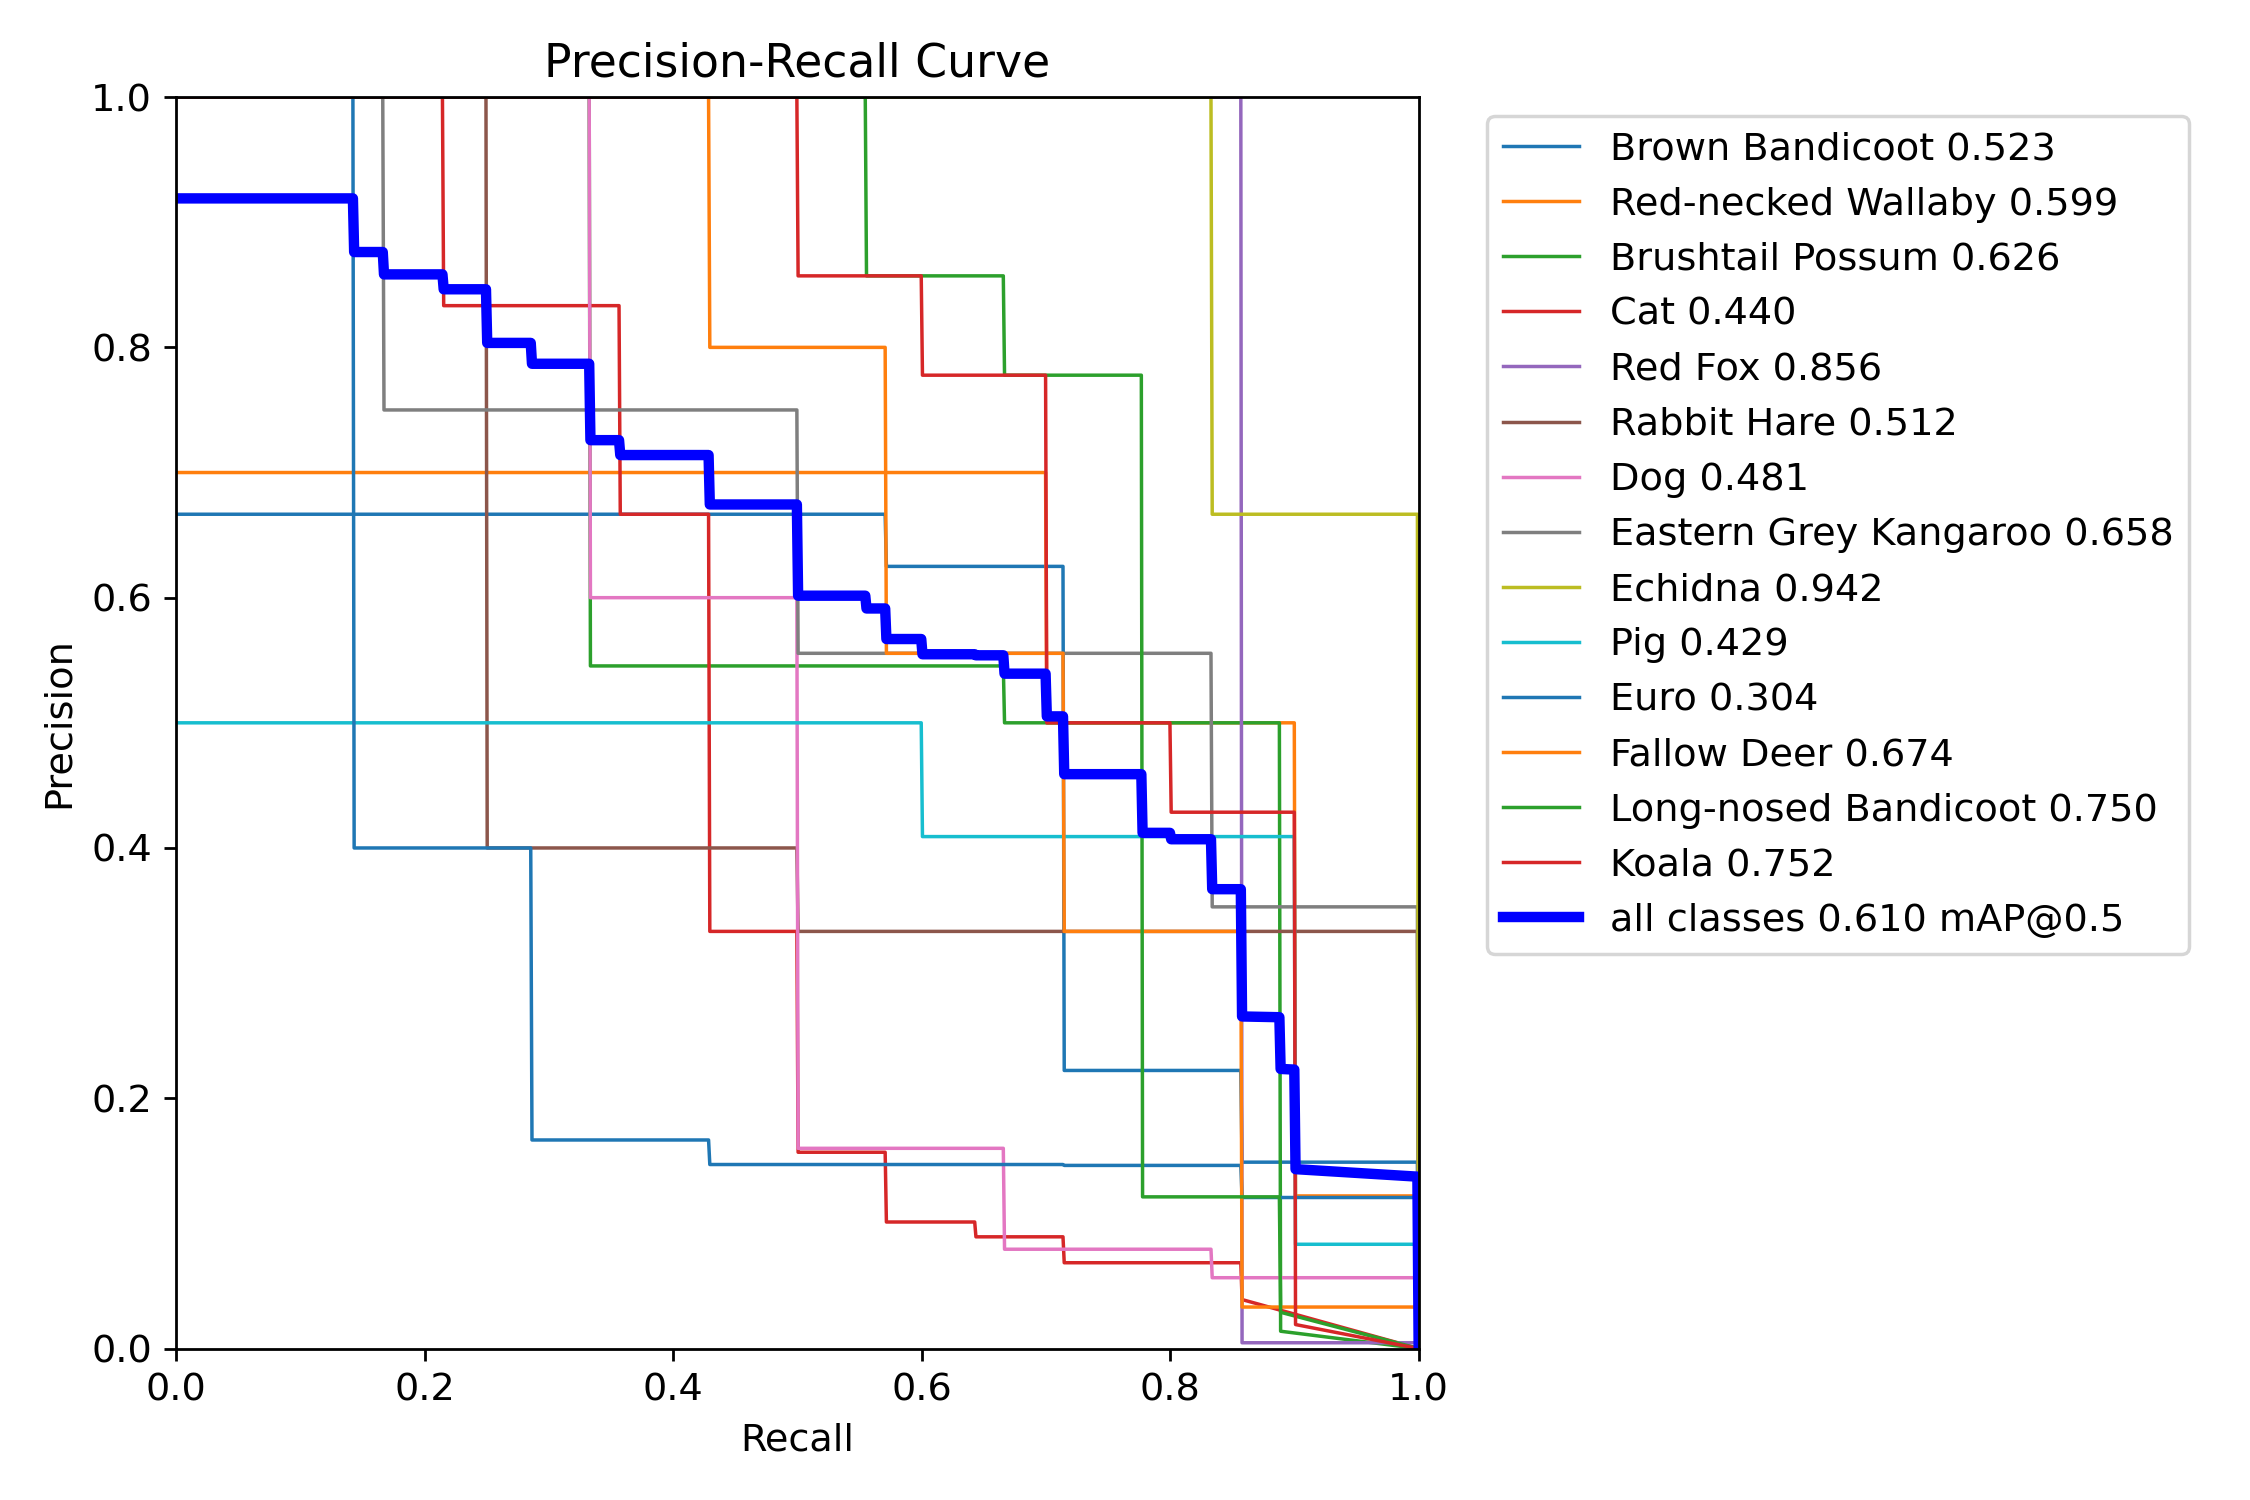 Precision-Recall Curve
1.0
0.8
0.6
0.4
0.2
0.0
Precision
0.0 0.2 0.4 0.6 0.8 1.0
Recall
Brown Bandicoot 0.523
Red-necked Wallaby 0.599
Brushtail Possum 0.626
Cat 0.440
Red Fox 0.856
Rabbit Hare 0.512
Dog 0.481
Eastern Grey Kangaroo 0.658
Echidna 0.942
Pig 0.429
Euro 0.304
Fallow Deer 0.674
Long-nosed Bandicoot 0.750
Koala 0.752
all classes 0.610 mAP@0.5